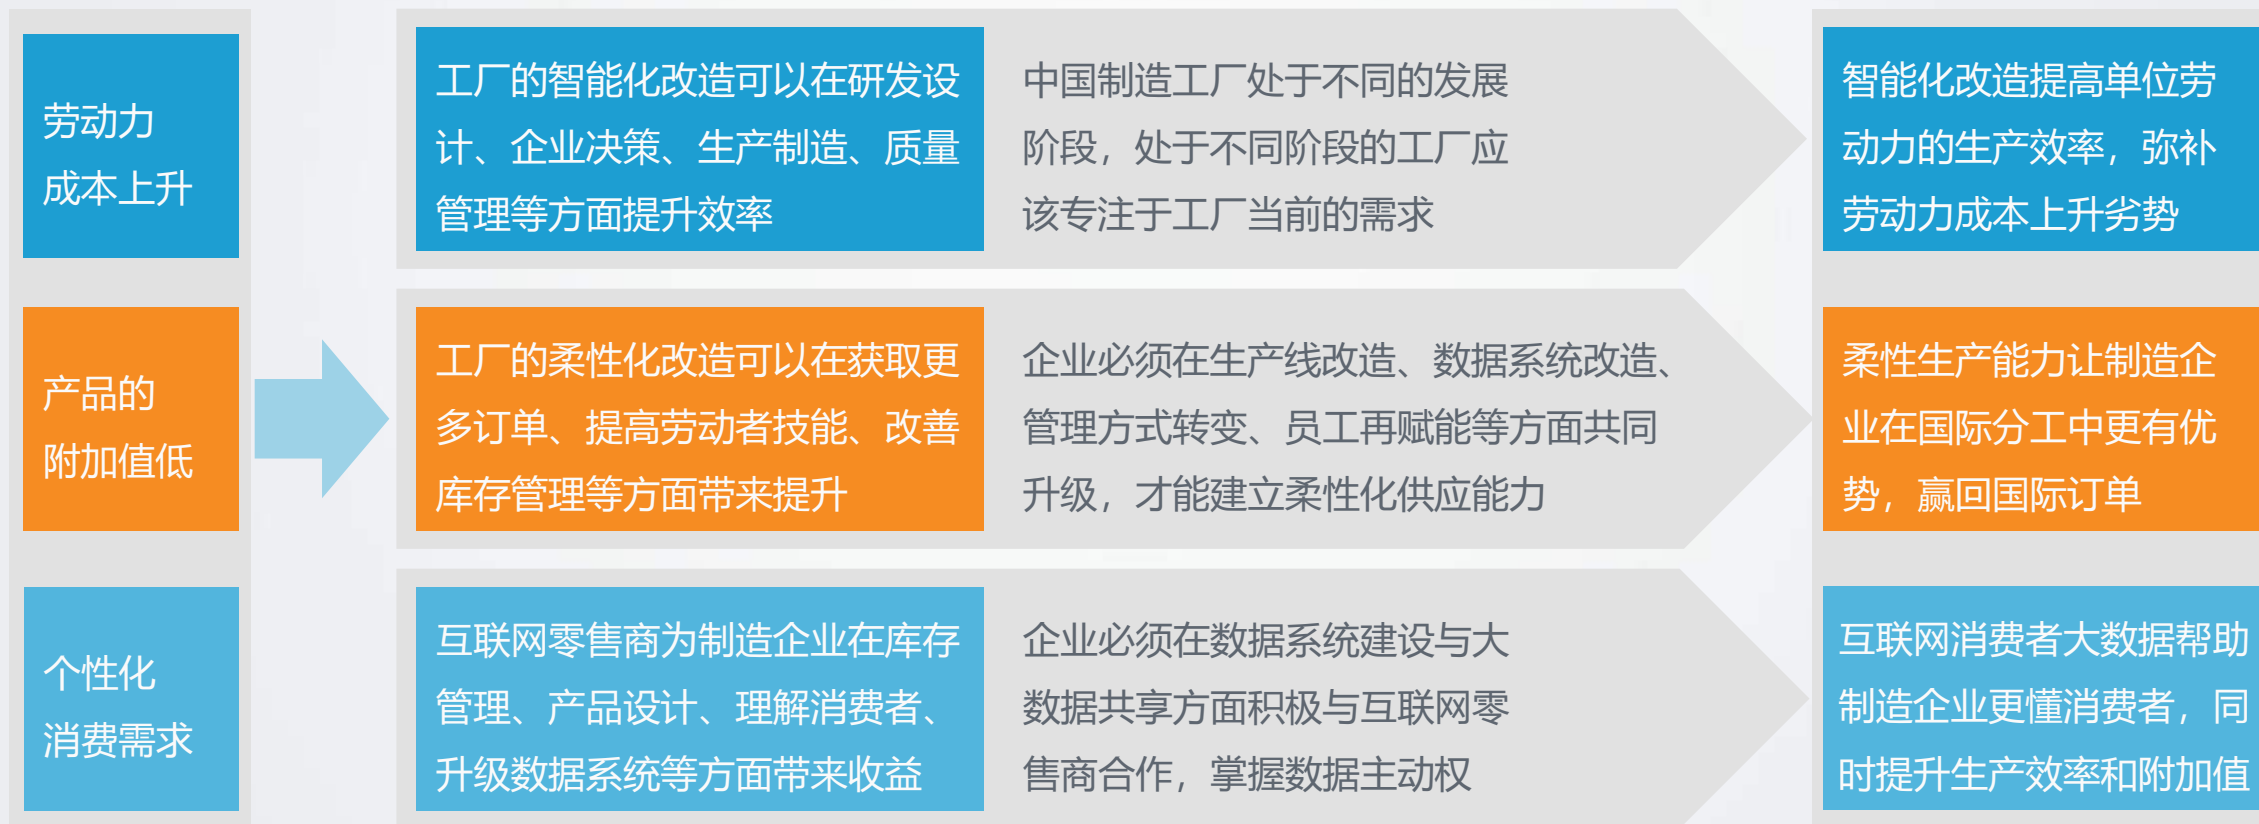 劳动力
成本上升
工厂的智能化改造可以在研发设
计、企业决策、生产制造、质量
管理等方面提升效率
中国制造工厂处于不同的发展
阶段，处于不同阶段的工厂应
该专注于工厂当前的需求
智能化改造提高单位劳
动力的生产效率，弥补
劳动力成本上升劣势
产品的
附加值低
工厂的柔性化改造可以在获取更
多订单、提高劳动者技能、改善
库存管理等方面带来提升
企业必须在生产线改造、数据系统改造、
管理方式转变、员工再赋能等方面共同
升级，才能建立柔性化供应能力
柔性生产能力让制造企
业在国际分工中更有优
势，赢回国际订单
个性化
消费需求
互联网零售商为制造企业在库存
管理、产品设计、理解消费者、
升级数据系统等方面带来收益
企业必须在数据系统建设与大
数据共享方面积极与互联网零
售商合作，掌握数据主动权
互联网消费者大数据帮助
制造企业更懂消费者，同
时提升生产效率和附加值